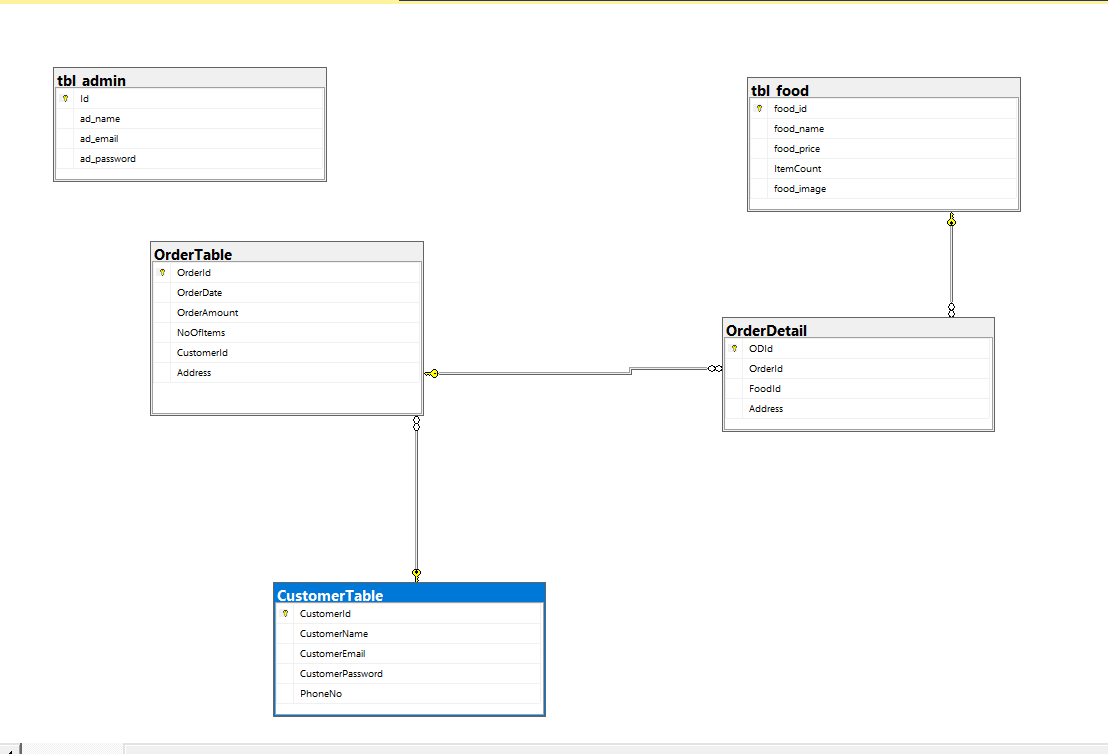 tbl_admin
Id
ad_name
ad_email
ad_password
tbl_food
food_id
food_name
food_price
ItemCount
food_image
OrderTable
OrderId
OrderDate
OrderAmount
NoOfItems
CustomerId
Address
OrderDetail
ODId
OrderId
FoodId
Address
CustomerTable
CustomerId
CustomerName
CustomerEmail
CustomerPassword
PhoneNo